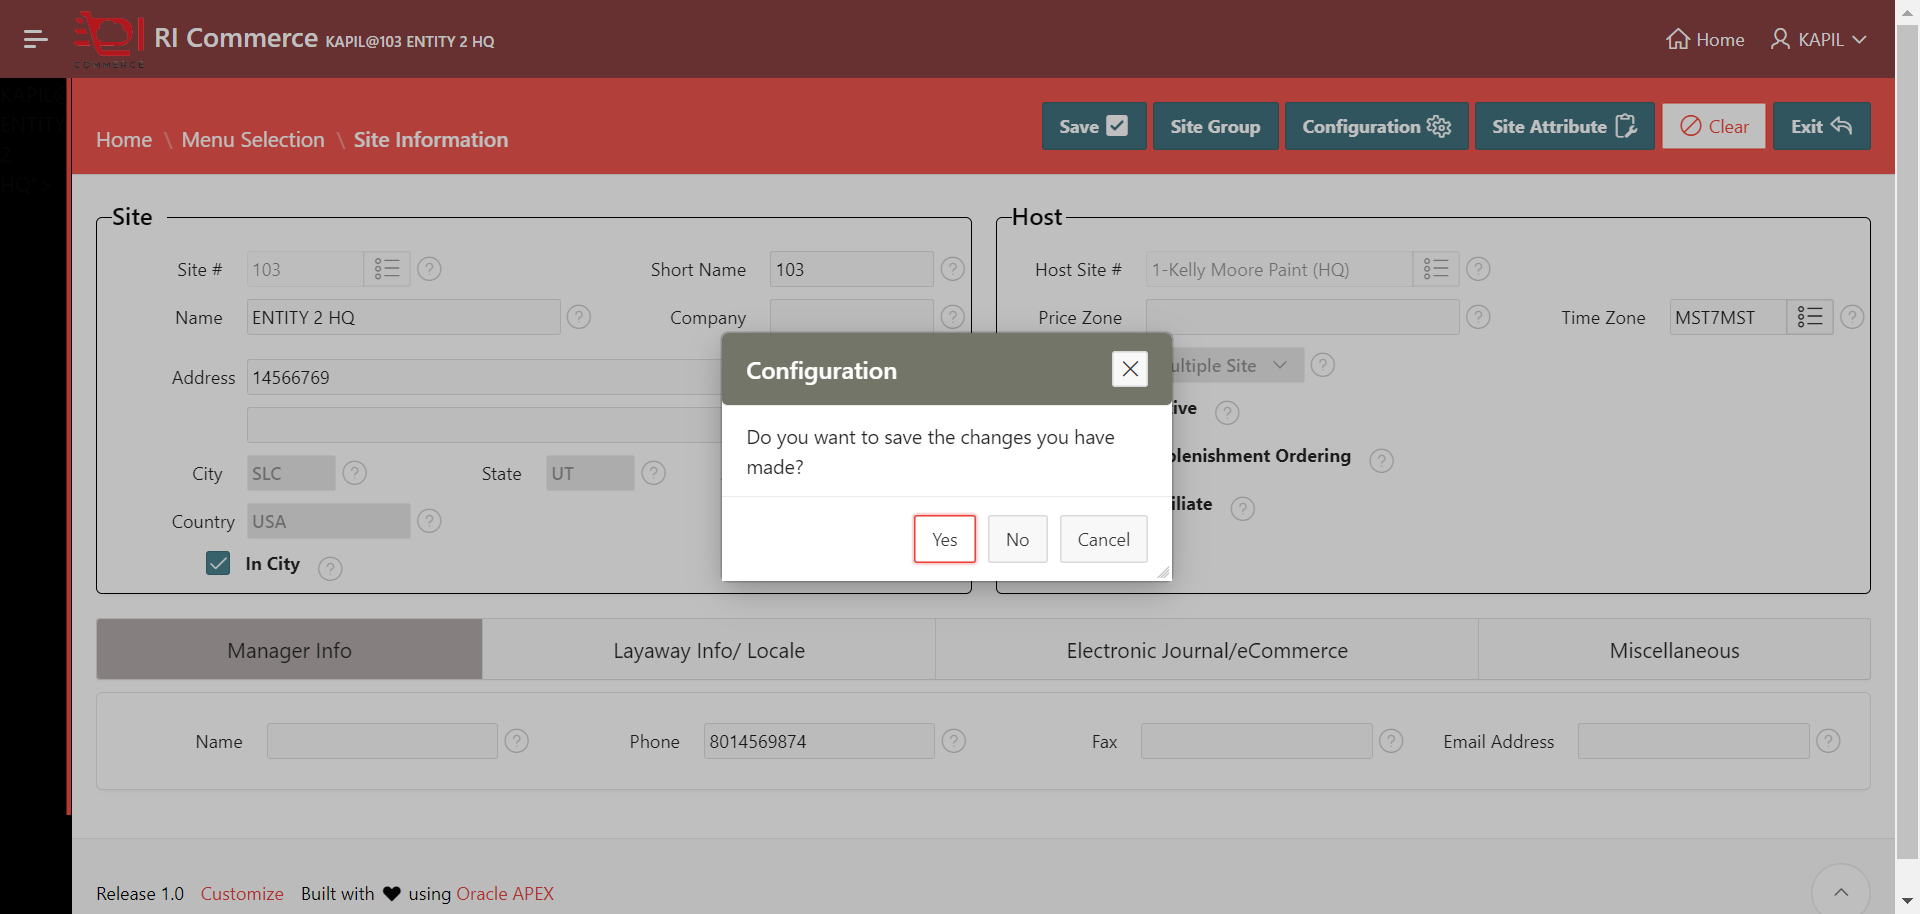 RI Commerce KAPIL@103 ENTITY 2 HQ
COMMERCE
Home
KAPIL
KAPIL@
ENTITY
2
Home \ Menu Selection \ Site Information
Save
Site Group
Configuration
Site Attribute
Clear
Exit
Site
Site # 103
Short Name 103
Name ENTITY 2 HQ
Company
Address 14566769
City SLC
State UT
Country USA
In City
Host
Host Site # 1-Kelly Moore Paint (HQ)
Price Zone
Time Zone MST7MST
ultiple Site
ive
plenishment Ordering
iliate
Configuration
Do you want to save the changes you have
made?
Yes
No
Cancel
Manager Info
Layaway Info/ Locale
Electronic Journal/eCommerce
Miscellaneous
Name
Phone 8014569874
Fax
Email Address
Release 1.0 Customize Built with ♥ using Oracle APEX